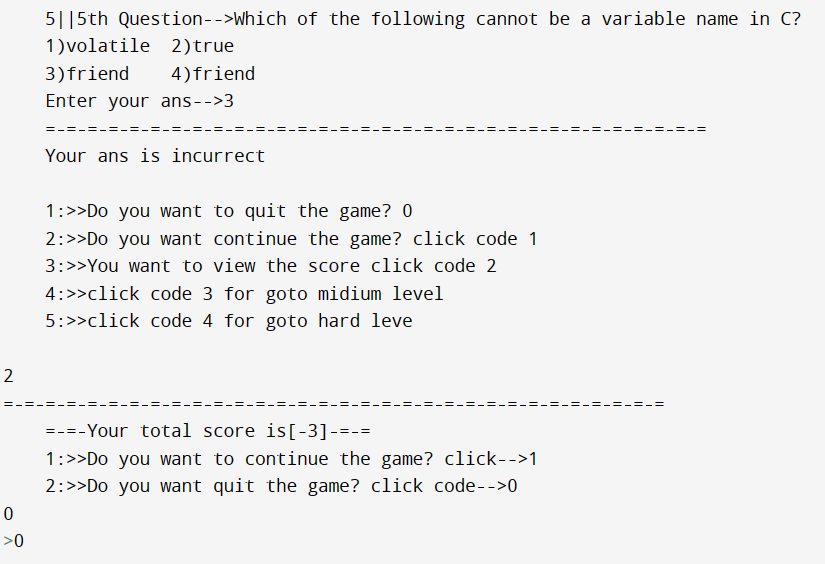 5||5th Question-->Which of the following cannot be a variable name in C?
1)volatile  2)true
3)friend    4)friend
Enter your ans-->3
=-=-=-=-=-=-=-=-=-=-=-=-=-=-=-=-=-=-=-=-=-=-=-=-=-=-=-=-=-=-=-=
Your ans is incorrect
1:>>Do you want to quit the game? 0
2:>>Do you want continue the game? click code 1
3:>>You want to view the score click code 2
4:>>click code 3 for goto midium level
5:>>click code 4 for goto hard leve
2
=-=-=-=-=-=-=-=-=-=-=-=-=-=-=-=-=-=-=-=-=-=-=-=-=-=-=-=-=-=-=-=
=-=-Your total score is[-3]-=-=
1:>>Do you want to continue the game? click-->1
2:>>Do you want quit the game? click code-->0
0
>0